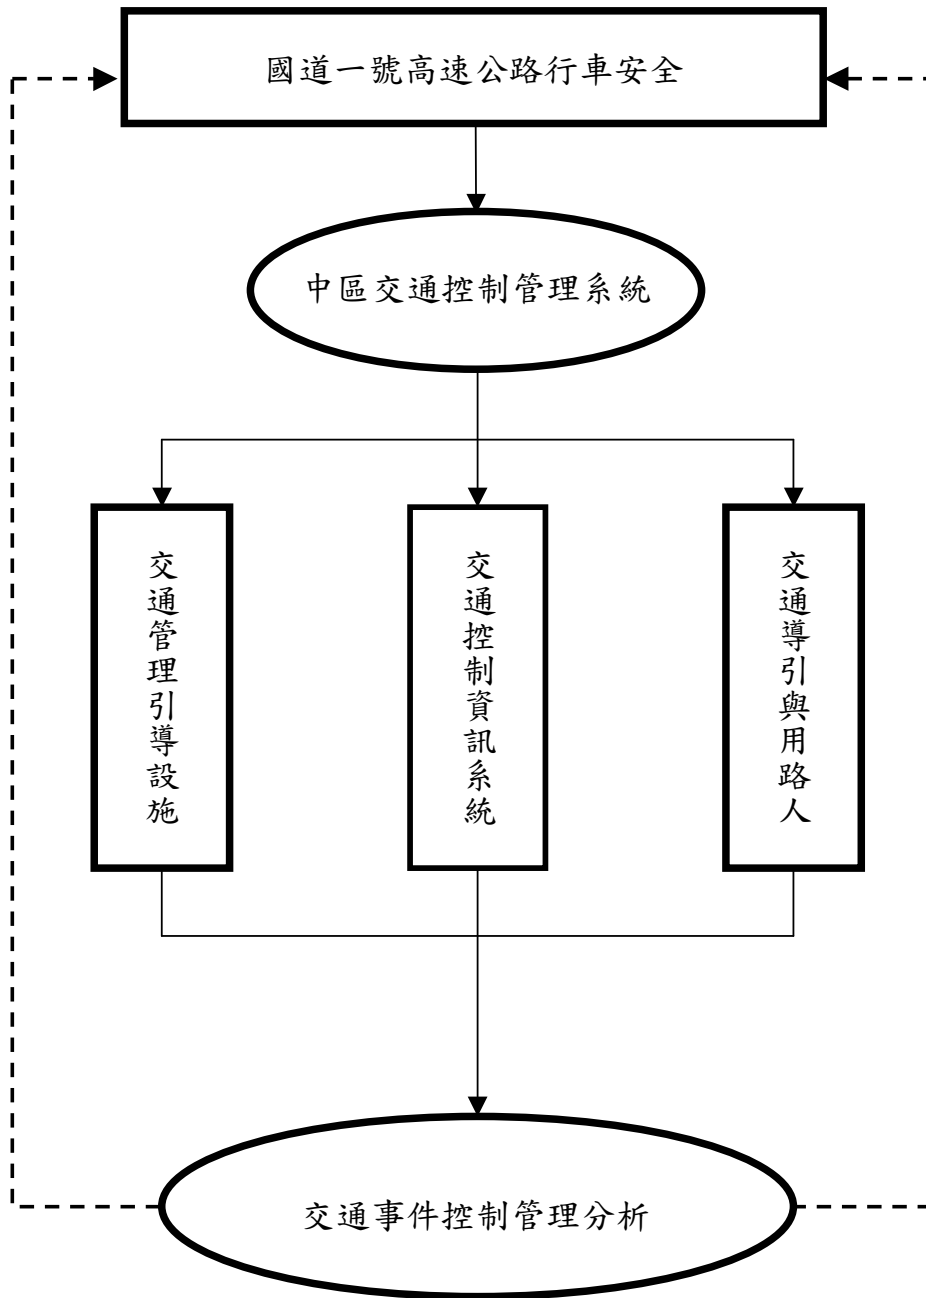 國道一號高速公路行車安全
中區交通控制管理系統
交通管理引導設施
交通控制資訊系統
交通導引與用路人
交通事件控制管理分析